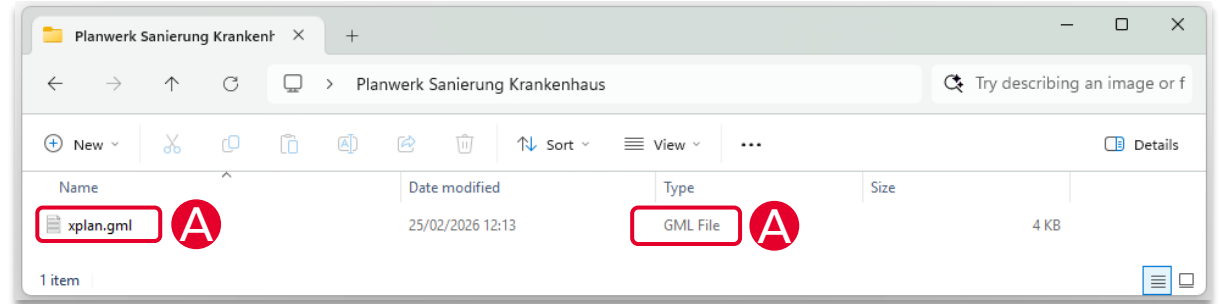 Planwerk Sanierung Krankenh
Planwerk Sanierung Krankenhaus
Try describing an image or f
New
Sort
View
Details
Name Date modified Type Size
xplan.gml A 25/02/2026 12:13 GML File A 4 KB
1 item